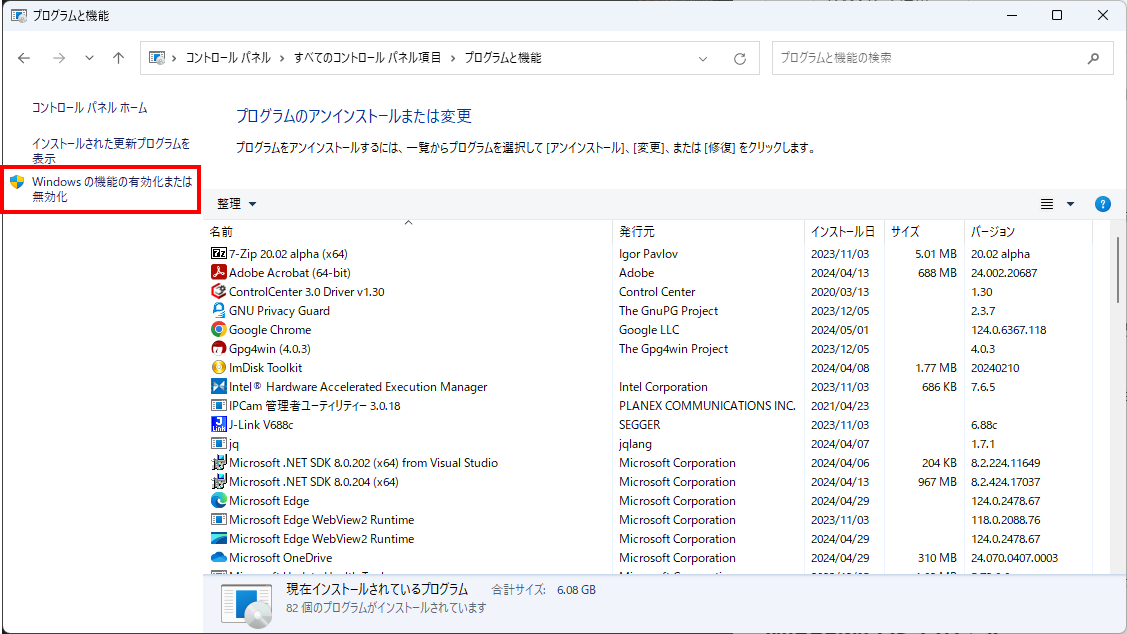 プログラムと機能
コントロール パネル › すべてのコントロール パネル項目 › プログラムと機能
プログラムと機能の検索
コントロール パネル ホーム
インストールされた更新プログラムを
表示
Windows の機能の有効化または
無効化
プログラムのアンインストールまたは変更
プログラムをアンインストールするには、一覧からプログラムを選択して [アンインストール]、[変更]、または [修復] をクリックします。
整理
名前 発行元 インストール日 サイズ バージョン
7-Zip 20.02 alpha (x64) Igor Pavlov 2023/11/03 5.01 MB 20.02 alpha
Adobe Acrobat (64-bit) Adobe 2024/04/13 688 MB 24.002.20687
ControlCenter 3.0 Driver v1.30 Control Center 2020/03/13 1.30
GNU Privacy Guard The GnuPG Project 2023/12/05 2.3.7
Google Chrome Google LLC 2024/05/01 124.0.6367.118
Gpg4win (4.0.3) The Gpg4win Project 2023/12/05 4.0.3
ImDisk Toolkit 2024/04/08 1.77 MB 20240210
Intel® Hardware Accelerated Execution Manager Intel Corporation 2023/11/03 686 KB 7.6.5
IPCam 管理者ユーティリティー 3.0.18 PLANEX COMMUNICATIONS INC. 2021/04/23
J-Link V688c SEGGER 2023/11/03 6.88c
jq jqlang 2024/04/07 1.7.1
Microsoft .NET SDK 8.0.202 (x64) from Visual Studio Microsoft Corporation 2024/04/06 204 KB 8.2.224.11649
Microsoft .NET SDK 8.0.204 (x64) Microsoft Corporation 2024/04/13 967 MB 8.2.424.17037
Microsoft Edge Microsoft Corporation 2024/04/29 124.0.2478.67
Microsoft Edge WebView2 Runtime Microsoft Corporation 2023/11/03 118.0.2088.76
Microsoft Edge WebView2 Runtime Microsoft Corporation 2024/04/29 124.0.2478.67
Microsoft OneDrive Microsoft Corporation 2024/04/29 310 MB 24.070.0407.0003
現在インストールされているプログラム 合計サイズ: 6.08 GB
82 個のプログラムがインストールされています